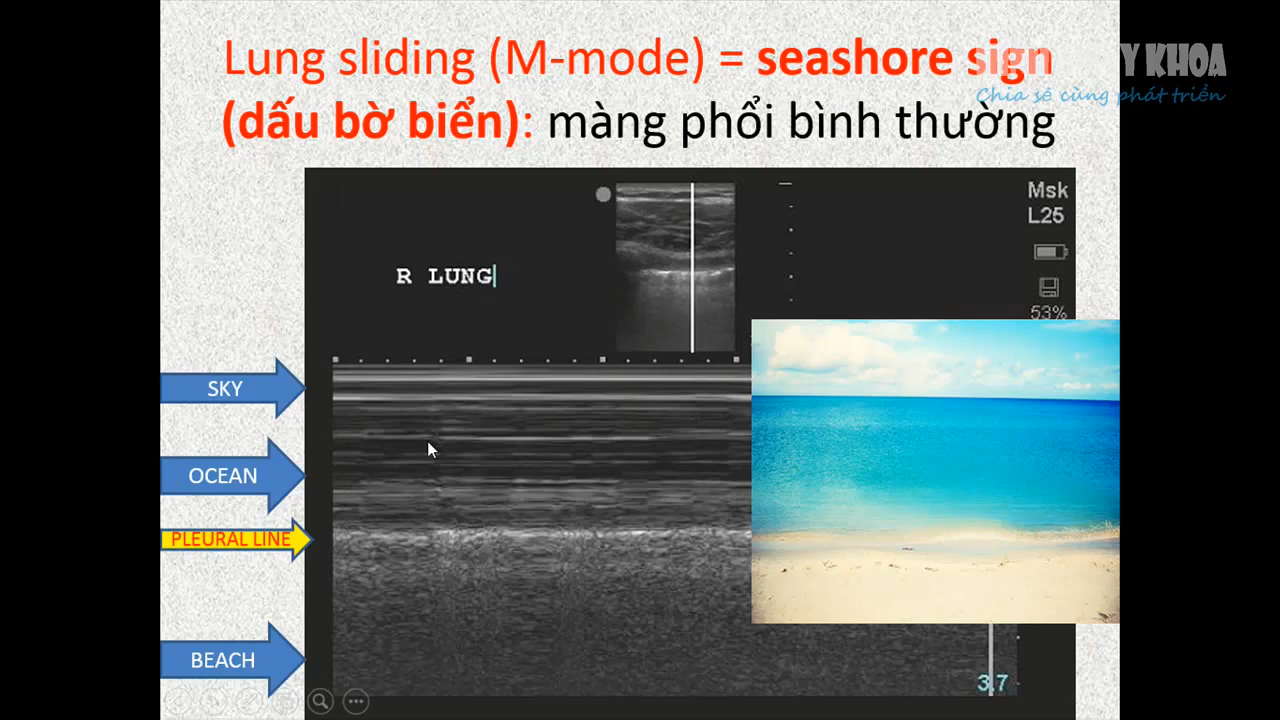 Lung sliding (M-mode) = seashore sign
(dấu bờ biển): màng phổi bình thường
Y KHOA
Chia sẻ cùng phát triển
Msk
L25
R LUNG
53%
SKY
OCEAN
PLEURAL LINE
BEACH
3.7